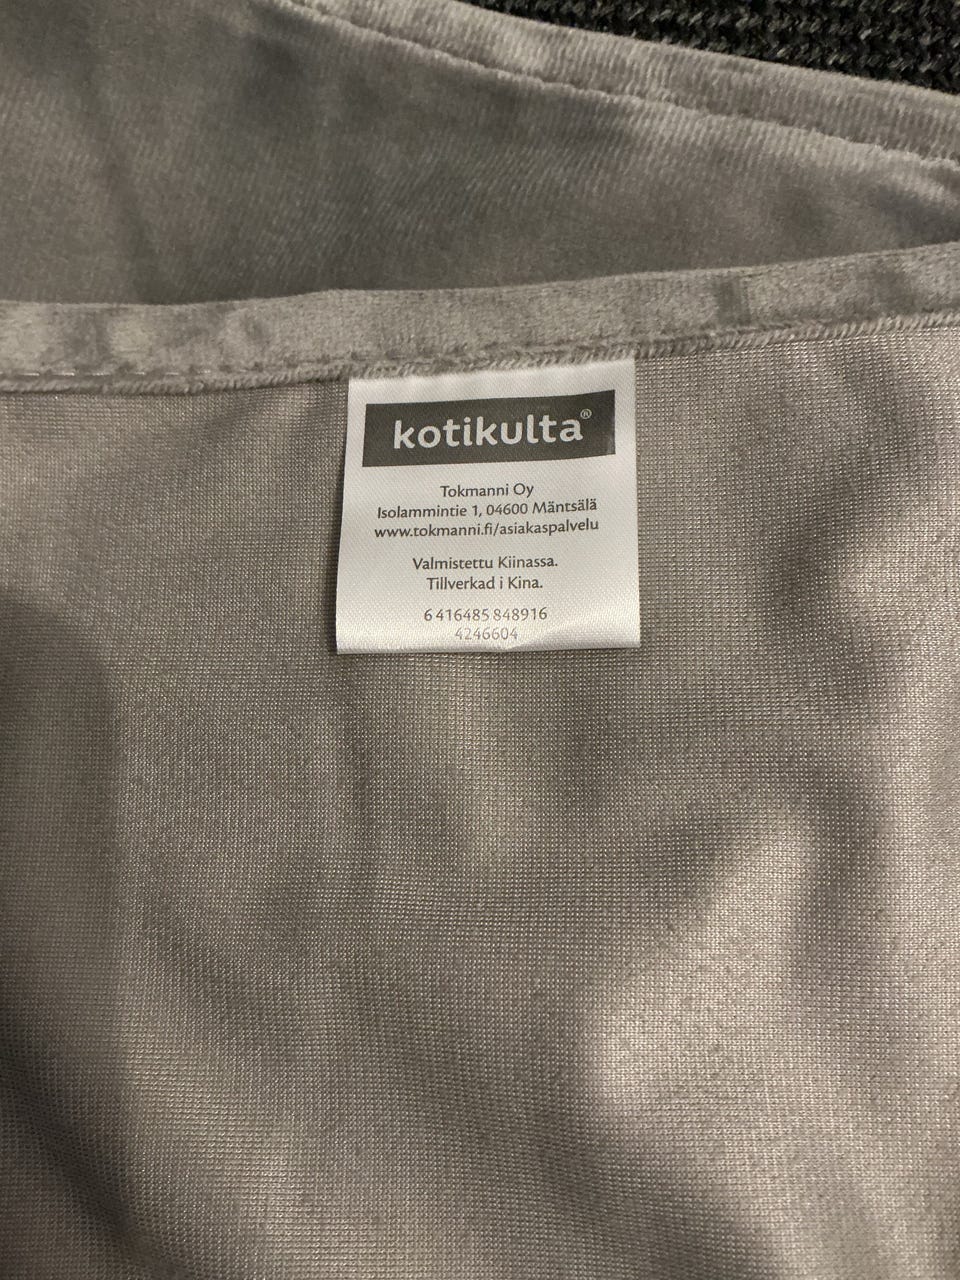 kotikulta®
Tokmanni Oy
Isolammintie 1, 04600 Mäntsälä
www.tokmanni.fi/asiakaspalvelu
Valmistettu Kiinassa.
Tillverkad i Kina.
6 416485 848916
4246604